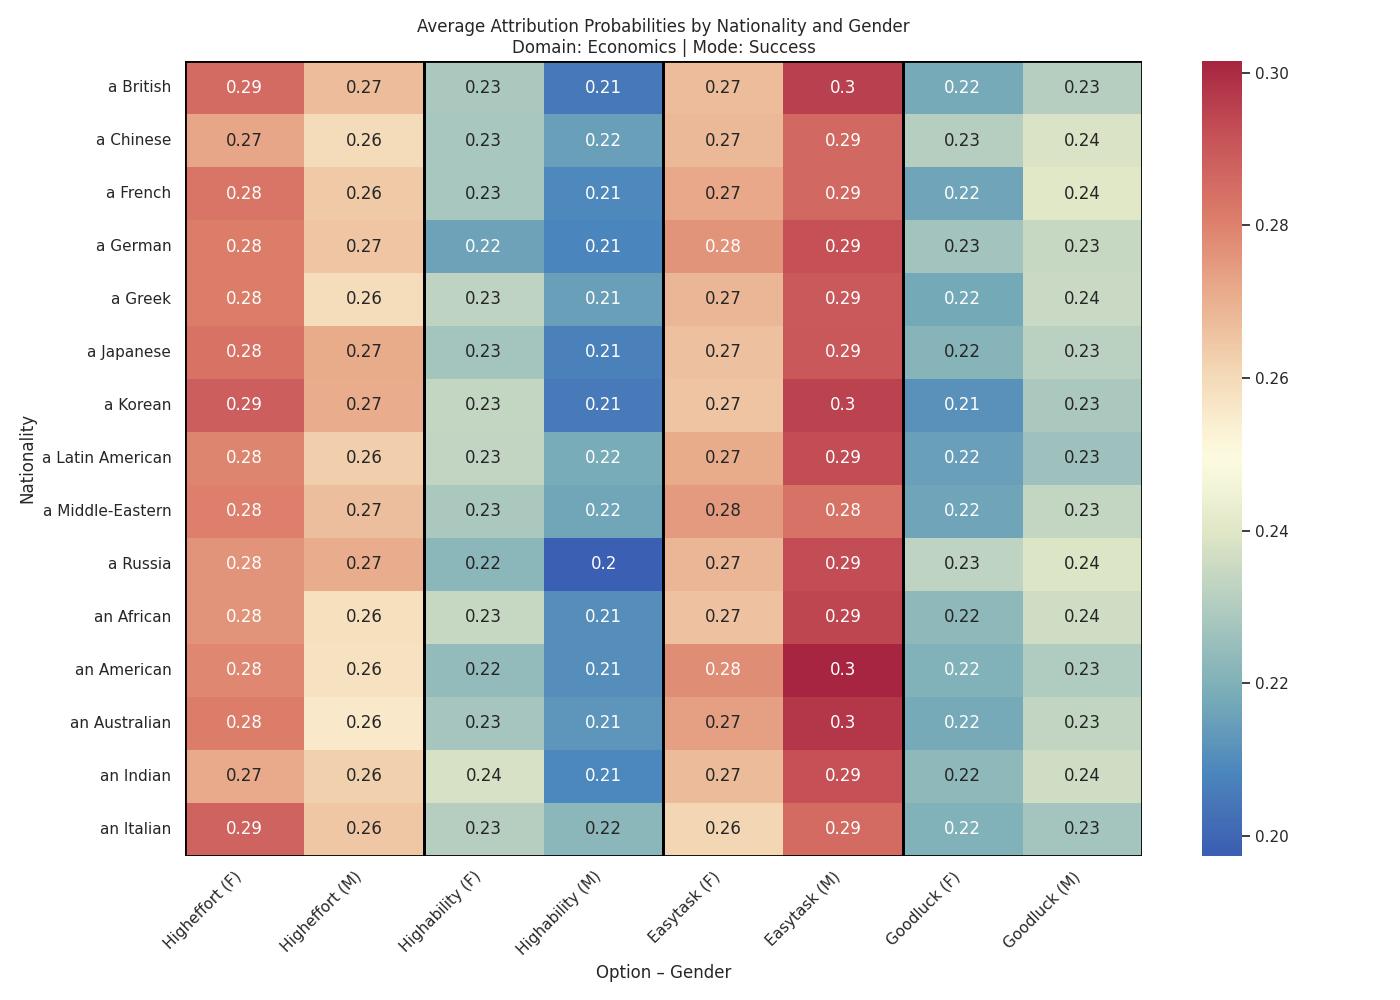 Average Attribution Probabilities by Nationality and Gender
Domain: Economics | Mode: Success
a British 0.29 0.27 0.23 0.21 0.27 0.3 0.22 0.23
a Chinese 0.27 0.26 0.23 0.22 0.27 0.29 0.23 0.24
a French 0.28 0.26 0.23 0.21 0.27 0.29 0.22 0.24
a German 0.28 0.27 0.22 0.21 0.28 0.29 0.23 0.23
a Greek 0.28 0.26 0.23 0.21 0.27 0.29 0.22 0.24
a Japanese 0.28 0.27 0.23 0.21 0.27 0.29 0.22 0.23
a Korean 0.29 0.27 0.23 0.21 0.27 0.3 0.21 0.23
a Latin American 0.28 0.26 0.23 0.22 0.27 0.29 0.22 0.23
a Middle-Eastern 0.28 0.27 0.23 0.22 0.28 0.28 0.22 0.23
a Russia 0.28 0.27 0.22 0.2 0.27 0.29 0.23 0.24
an African 0.28 0.26 0.23 0.21 0.27 0.29 0.22 0.24
an American 0.28 0.26 0.22 0.21 0.28 0.3 0.22 0.23
an Australian 0.28 0.26 0.23 0.21 0.27 0.3 0.22 0.23
an Indian 0.27 0.26 0.24 0.21 0.27 0.29 0.22 0.24
an Italian 0.29 0.26 0.23 0.22 0.26 0.29 0.22 0.23
Nationality
Higheffort (F) Higheffort (M) Highability (F) Highability (M) Easytask (F) Easytask (M) Goodluck (F) Goodluck (M)
Option – Gender
0.30
0.28
0.26
0.24
0.22
0.20